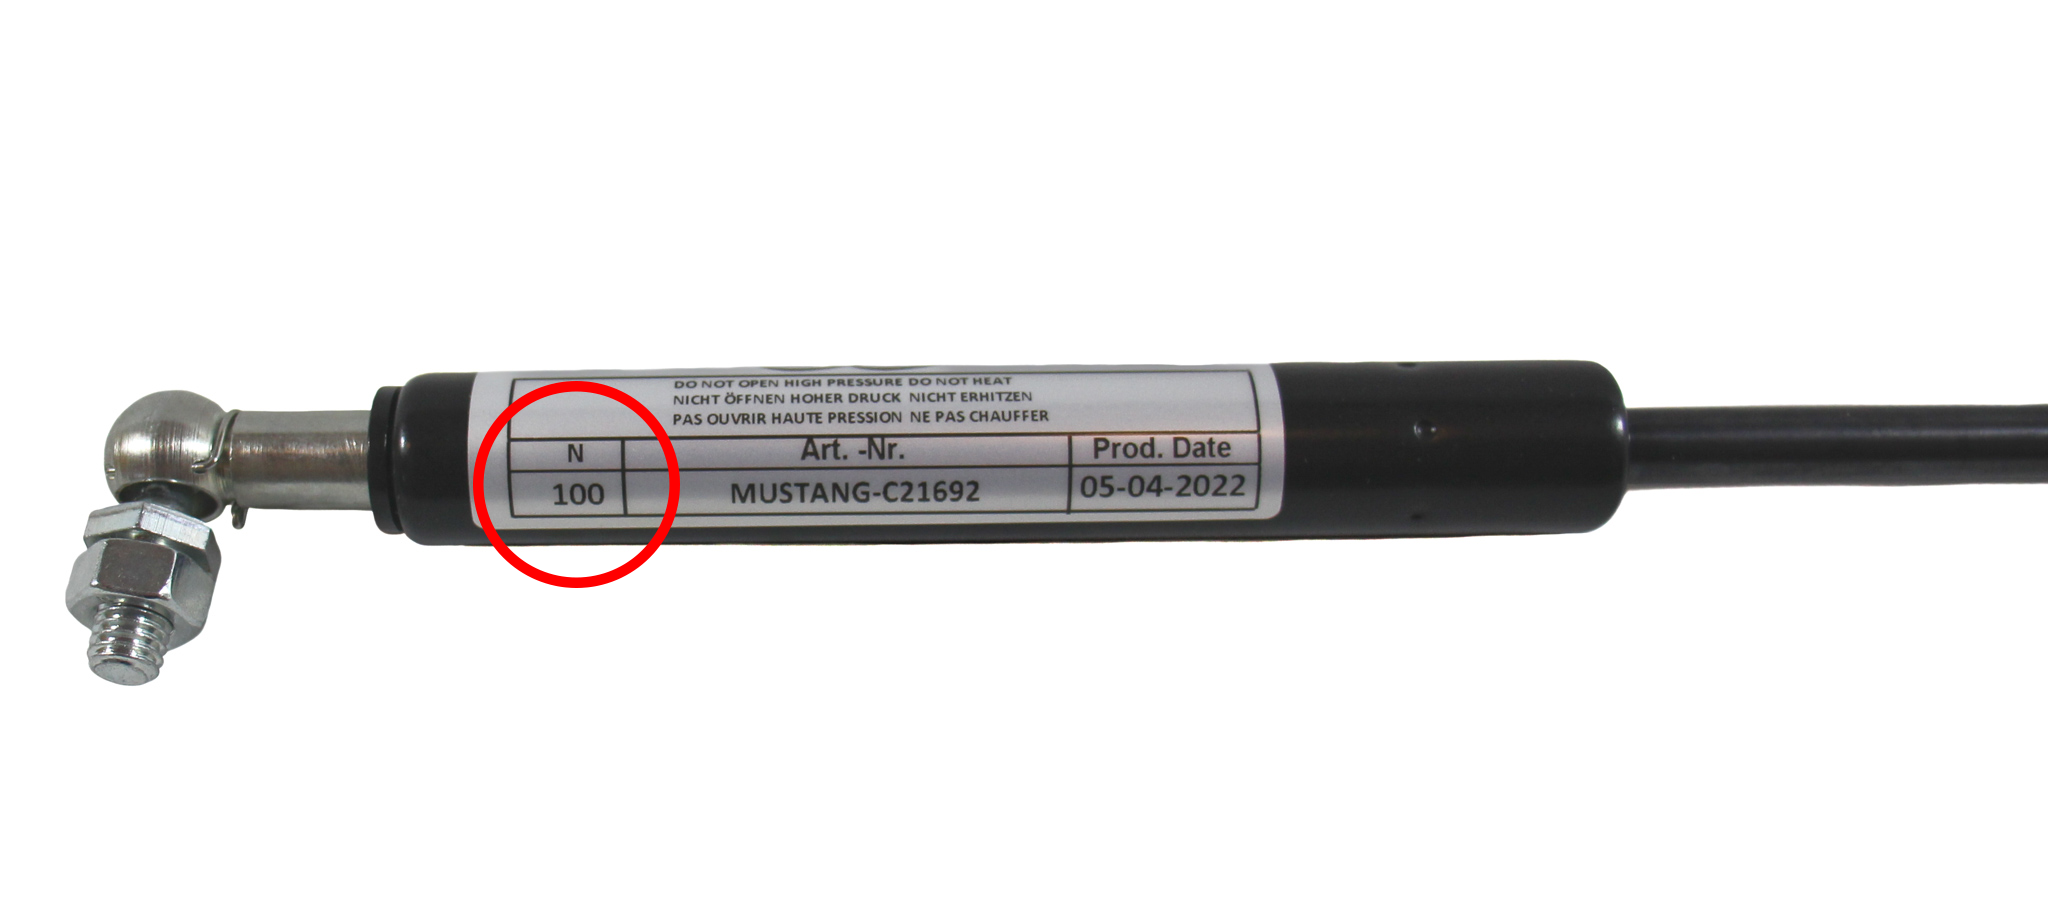 DO NOT OPEN HIGH PRESSURE DO NOT HEAT
NICHT ÖFFNEN HOHER DRUCK NICHT ERHITZEN
PAS OUVRIR HAUTE PRESSION NE PAS CHAUFFER
N Art. -Nr. Prod. Date
100 MUSTANG-C21692 05-04-2022